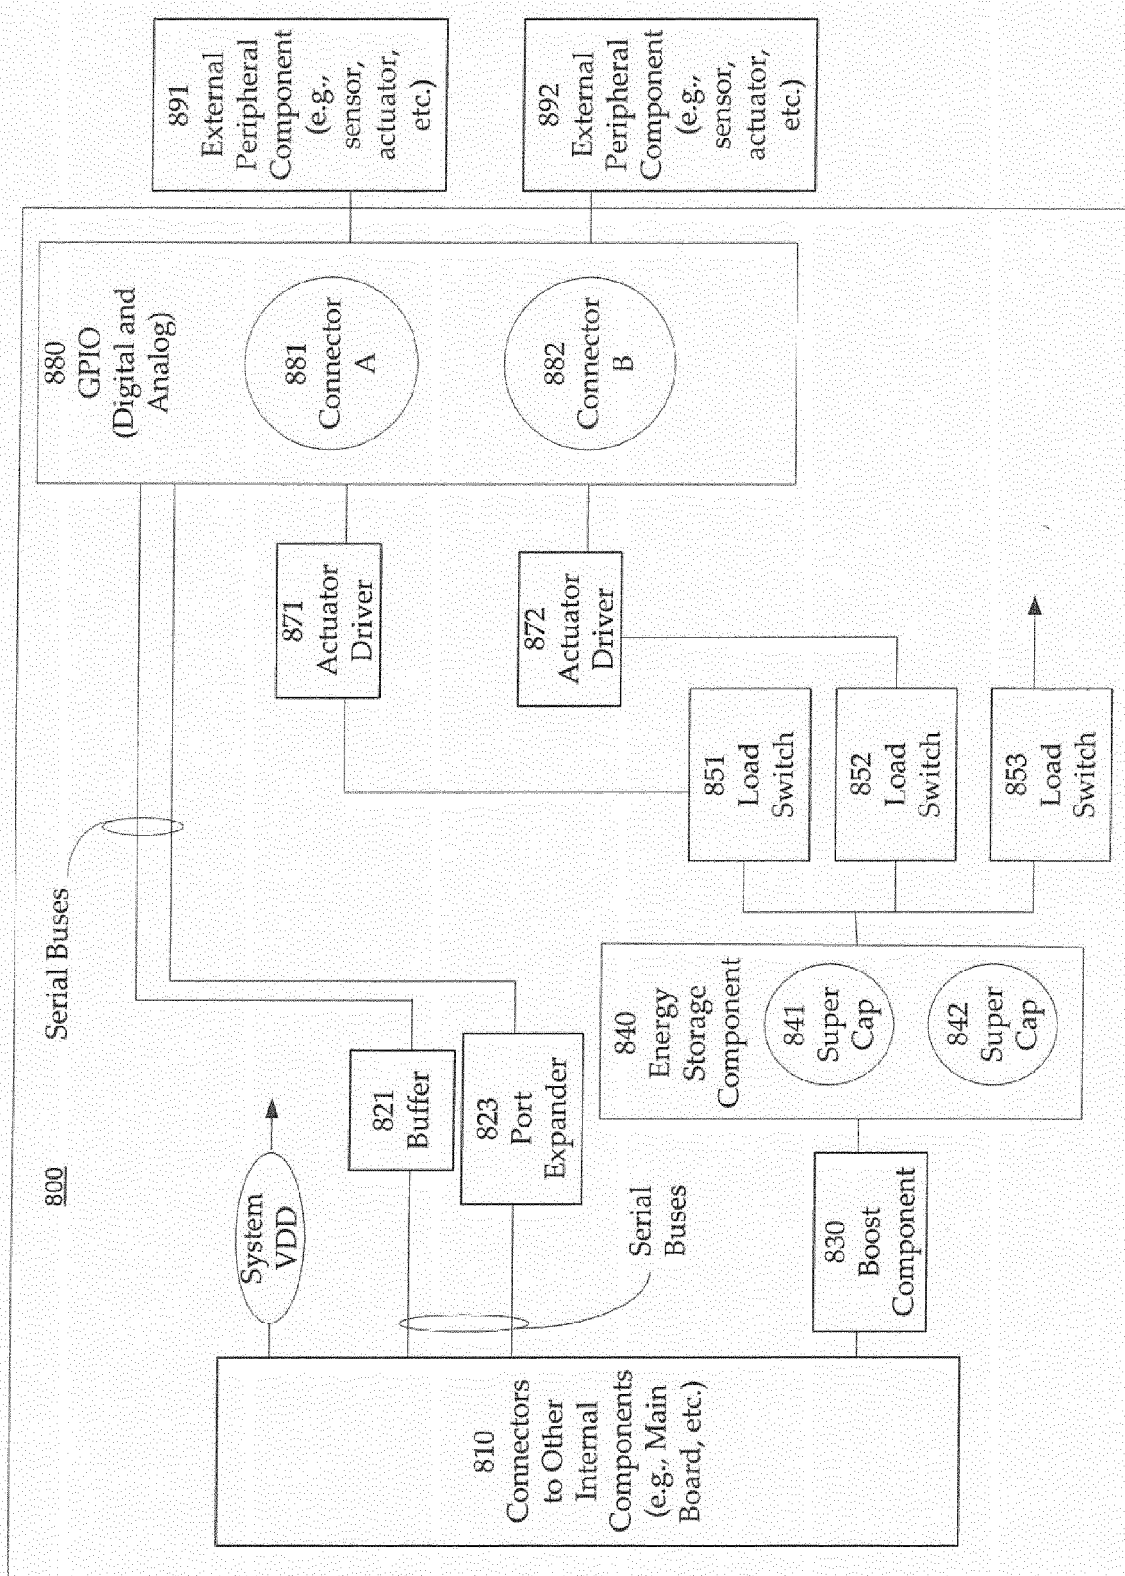 800
810
Connectors
to Other
Internal
Components
(e.g., Main
Board, etc.)
System
VDD
821
Buffer
823
Port
Expander
Serial
Buses
830
Boost
Component
840
Energy
Storage
Component
841
Super
Cap
842
Super
Cap
Serial Buses
851
Load
Switch
852
Load
Switch
853
Load
Switch
871
Actuator
Driver
872
Actuator
Driver
880
GPIO
(Digital and
Analog)
881
Connector
A
882
Connector
B
891
External
Peripheral
Component
(e.g.,
sensor,
actuator,
etc.)
892
External
Peripheral
Component
(e.g.,
sensor,
actuator,
etc.)